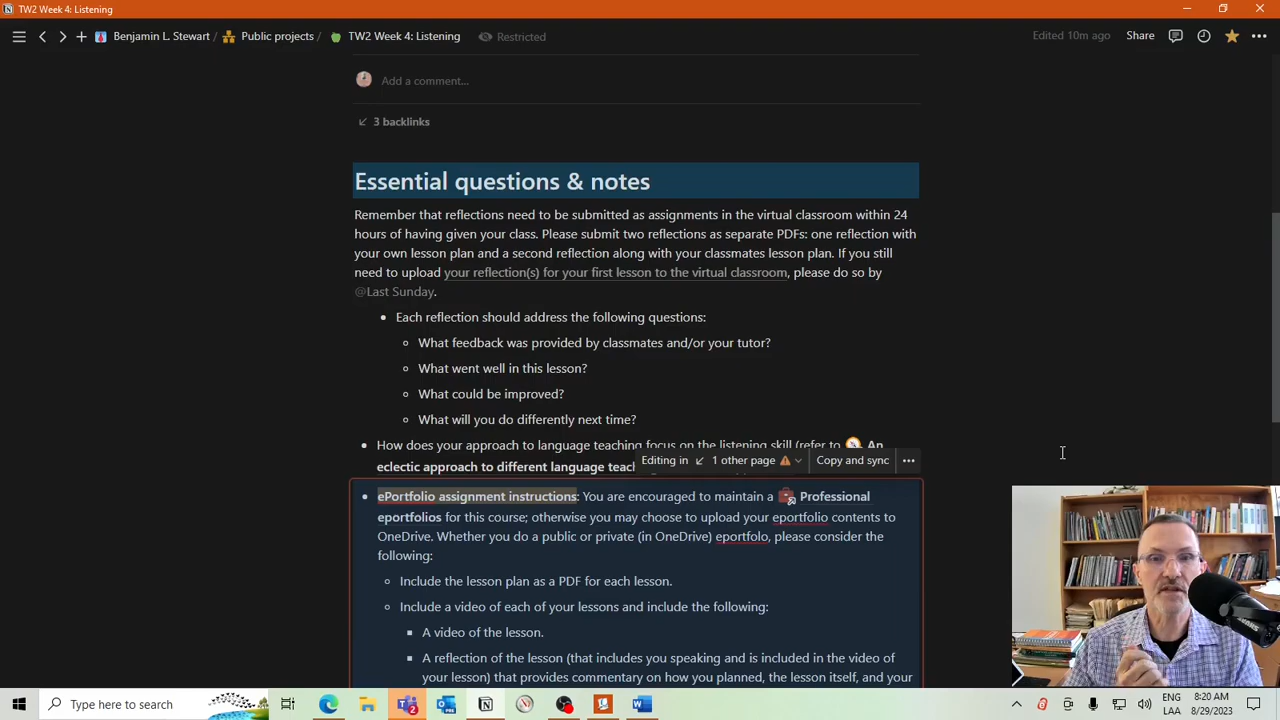 TW2 Week 4: Listening
Benjamin L. Stewart / Public projects / TW2 Week 4: Listening Restricted Edited 10m ago Share
Add a comment...
3 backlinks
Essential questions & notes
Remember that reflections need to be submitted as assignments in the virtual classroom within 24
hours of having given your class. Please submit two reflections as separate PDFs: one reflection with
your own lesson plan and a second reflection along with your classmates lesson plan. If you still
need to upload your reflection(s) for your first lesson to the virtual classroom, please do so by
@Last Sunday.
Each reflection should address the following questions:
What feedback was provided by classmates and/or your tutor?
What went well in this lesson?
What could be improved?
What will you do differently next time?
How does your approach to language teaching focus on the listening skill (refer to An
eclectic approach to different language teach
Editing in 1 other page Copy and sync
ePortfolio assignment instructions: You are encouraged to maintain a Professional
eportfolios for this course; otherwise you may choose to upload your eportfolio contents to
OneDrive. Whether you do a public or private (in OneDrive) eportfolo, please consider the
following:
Include the lesson plan as a PDF for each lesson.
Include a video of each of your lessons and include the following:
A video of the lesson.
A reflection of the lesson (that includes you speaking and is included in the video of
your lesson) that provides commentary on how you planned, the lesson itself, and your
Type here to search
ENG
LAA
8:20 AM
8/29/2023